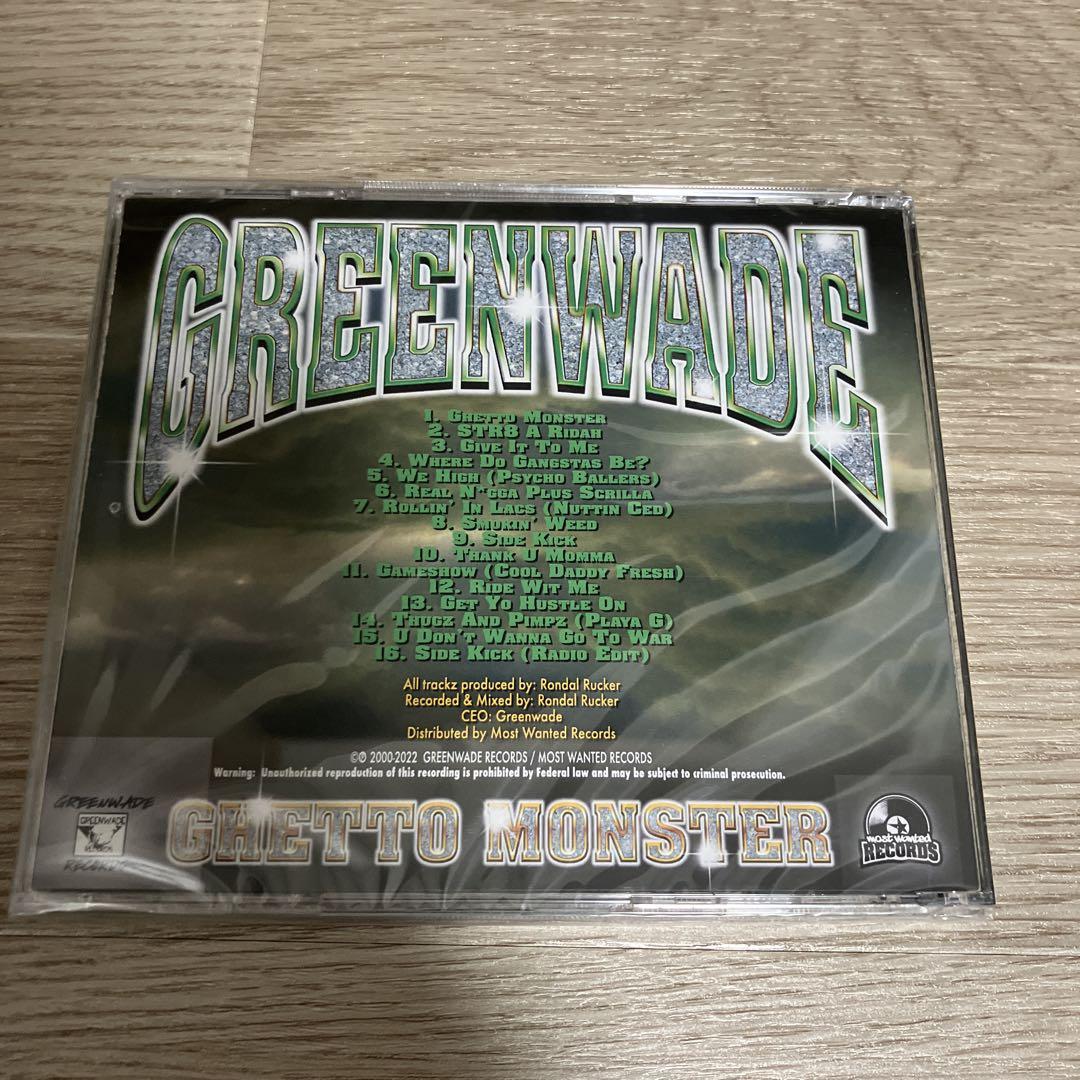 GREENWADE
1. GHETTO MONSTER
2. STR8 A RIDAH
3. GIVE IT TO ME
4. WHERE DO GANGSTAS BE?
5. WE HIGH (PSYCHO BALLERS)
6. REAL N*GGA PLUS SCRILLA
7. ROLLIN' IN LACS (NUTTIN CED)
8. SMOKIN' WEED
9. SIDE KICK
10. THANK U MOMMA
11. GAMESHOW (COOL DADDY FRESH)
12. RIDE WIT ME
13. GET YO HUSTLE ON
14. THUGZ AND PIMPZ (PLAYA G)
15. U DON'T WANNA GO TO WAR
16. SIDE KICK (RADIO EDIT)
All trackz produced by: Rondal Rucker
Recorded & Mixed by: Rondal Rucker
CEO: Greenwade
Distributed by Most Wanted Records
©℗ 2000-2022 GREENWADE RECORDS / MOST WANTED RECORDS
Warning: Unauthorized reproduction of this recording is prohibited by Federal law and may be subject to criminal prosecution.
GREENWADE
GREENWADE
RECORDS
GHETTO MONSTER
most wanted
RECORDS